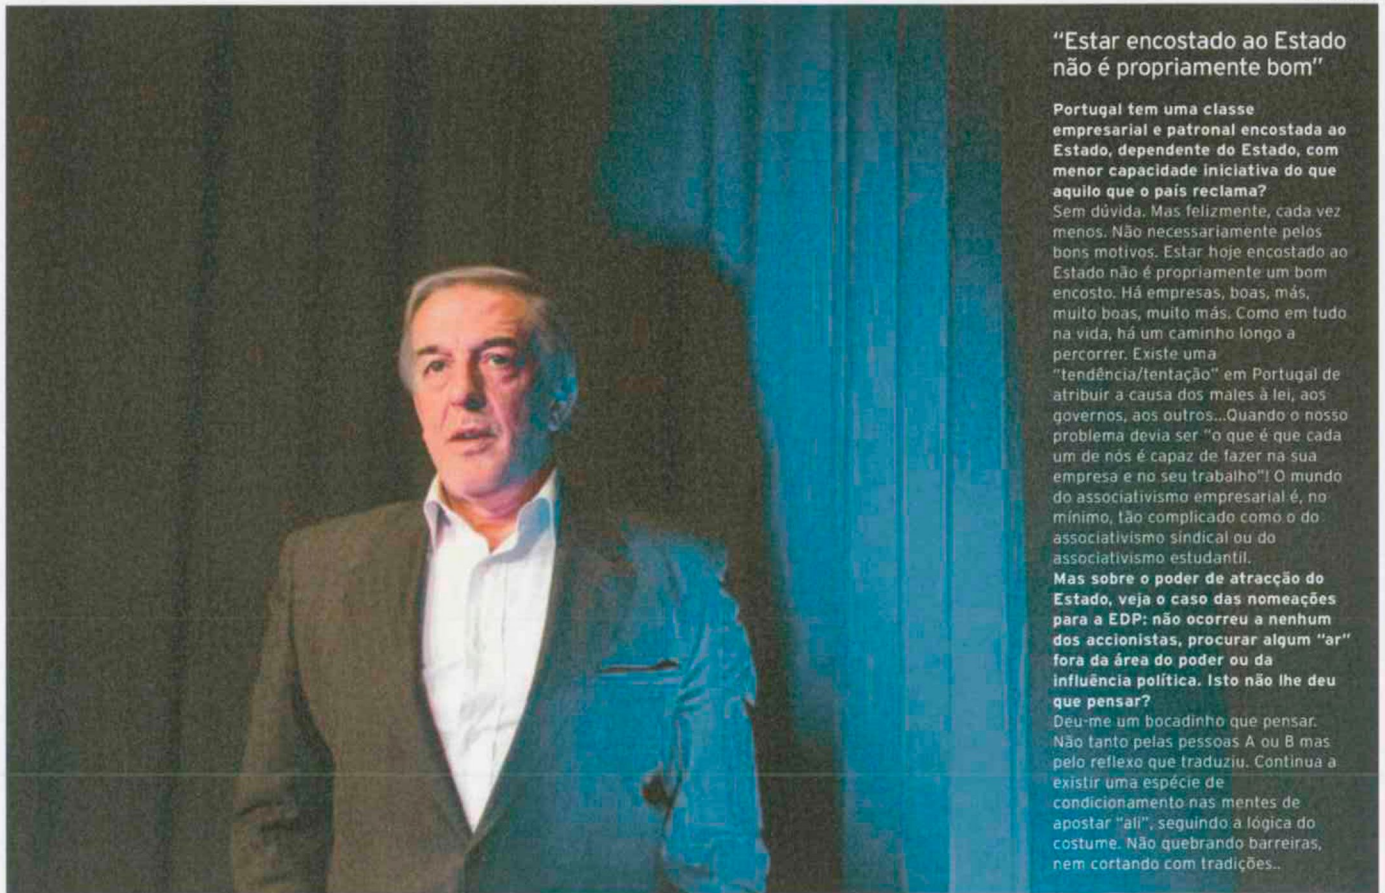 "Estar encostado ao Estado
não é propriamente bom"
Portugal tem uma classe
empresarial e patronal encostada ao
Estado, dependente do Estado, com
menor capacidade iniciativa do que
aquilo que o país reclama?
Sem dúvida. Mas felizmente, cada vez
menos. Não necessariamente pelos
bons motivos. Estar hoje encostado ao
Estado não é propriamente um bom
encosto. Há empresas, boas, más,
muito boas, muito más. Como em tudo
na vida, há um caminho longo a
percorrer. Existe uma
"tendência/tentação" em Portugal de
atribuir a causa dos males à lei, aos
governos, aos outros...Quando o nosso
problema devia ser "o que é que cada
um de nós é capaz de fazer na sua
empresa e no seu trabalho"! O mundo
do associativismo empresarial é, no
mínimo, tão complicado como o do
associativismo sindical ou do
associativismo estudantil.
Mas sobre o poder de atracção do
Estado, veja o caso das nomeações
para a EDP: não ocorreu a nenhum
dos accionistas, procurar algum "ar"
fora da área do poder ou da
influência política. Isto não lhe deu
que pensar?
Deu-me um bocadinho que pensar.
Não tanto pelas pessoas A ou B mas
pelo reflexo que traduziu. Continua a
existir uma espécie de
condicionamento nas mentes de
apostar "ali", seguindo a lógica do
costume. Não quebrando barreiras,
nem cortando com tradições..